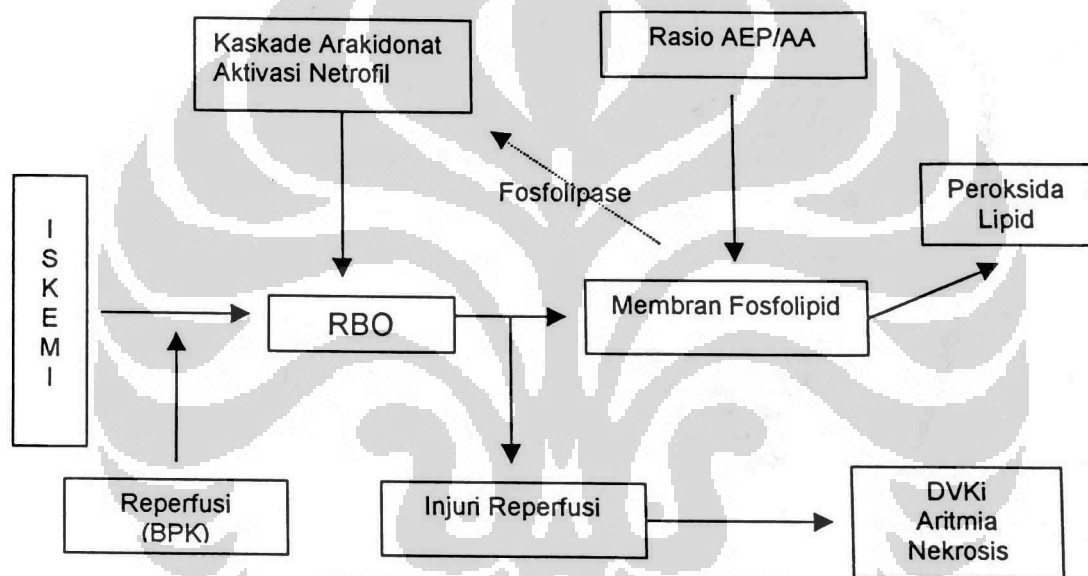 Kaskade Arakidonat
Aktivasi Netrofil
Rasio AEP/AA
Fosfolipase
Peroksida
Lipid
I
S
K
E
M
I
RBO
Membran Fosfolipid
Reperfusi
(BPK)
Injuri Reperfusi
DVKi
Aritmia
Nekrosis